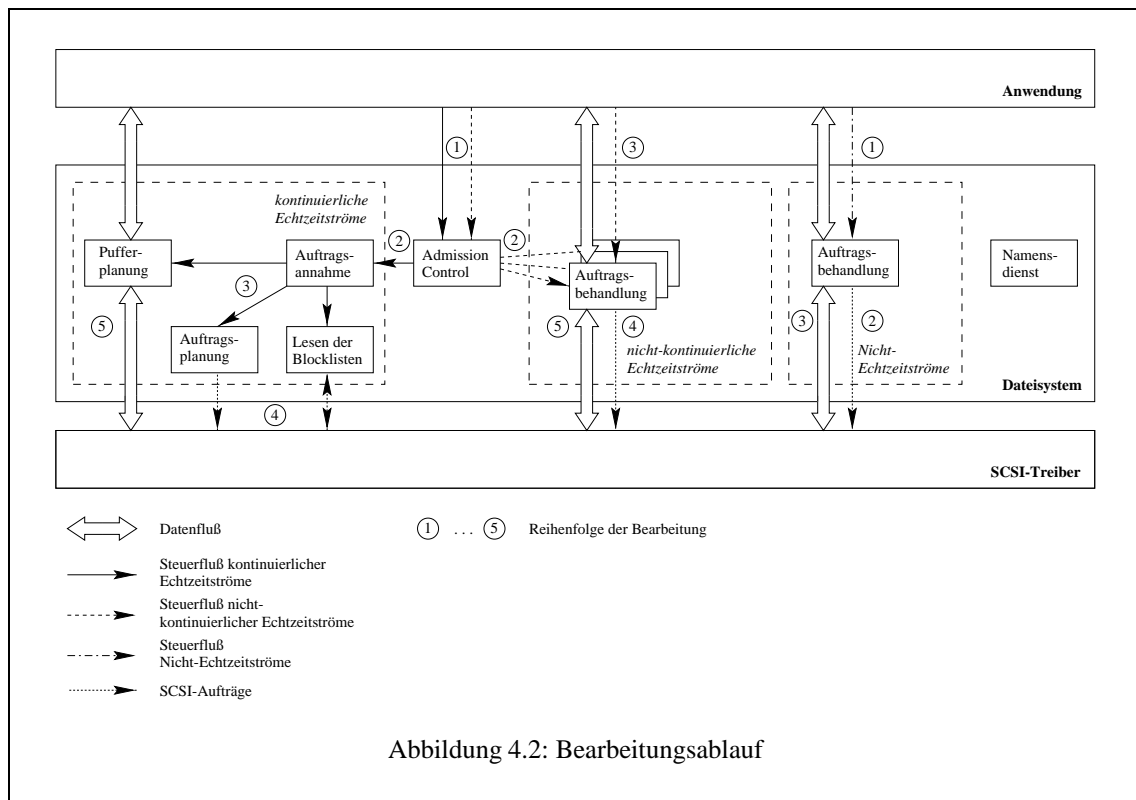 Anwendung
1
3
1
kontinuierliche
Echtzeitströme
2
2
Puffer-
planung
Auftrags-
annahme
Admission
Control
Auftrags-
behandlung
Auftrags-
behandlung
Namens-
dienst
3
5
5
4
3
2
Auftrags-
planung
Lesen der
Blocklisten
nicht-kontinuierliche
Echtzeitströme
Nicht-
Echtzeitströme
Dateisystem
4
SCSI-Treiber
Datenfluß
1 . . . 5 Reihenfolge der Bearbeitung
Steuerfluß kontinuierlicher
Echtzeitströme
Steuerfluß nicht-
kontinuierlicher Echtzeitströme
Steuerfluß
Nicht-Echtzeitströme
SCSI-Aufträge
Abbildung 4.2: Bearbeitungsablauf